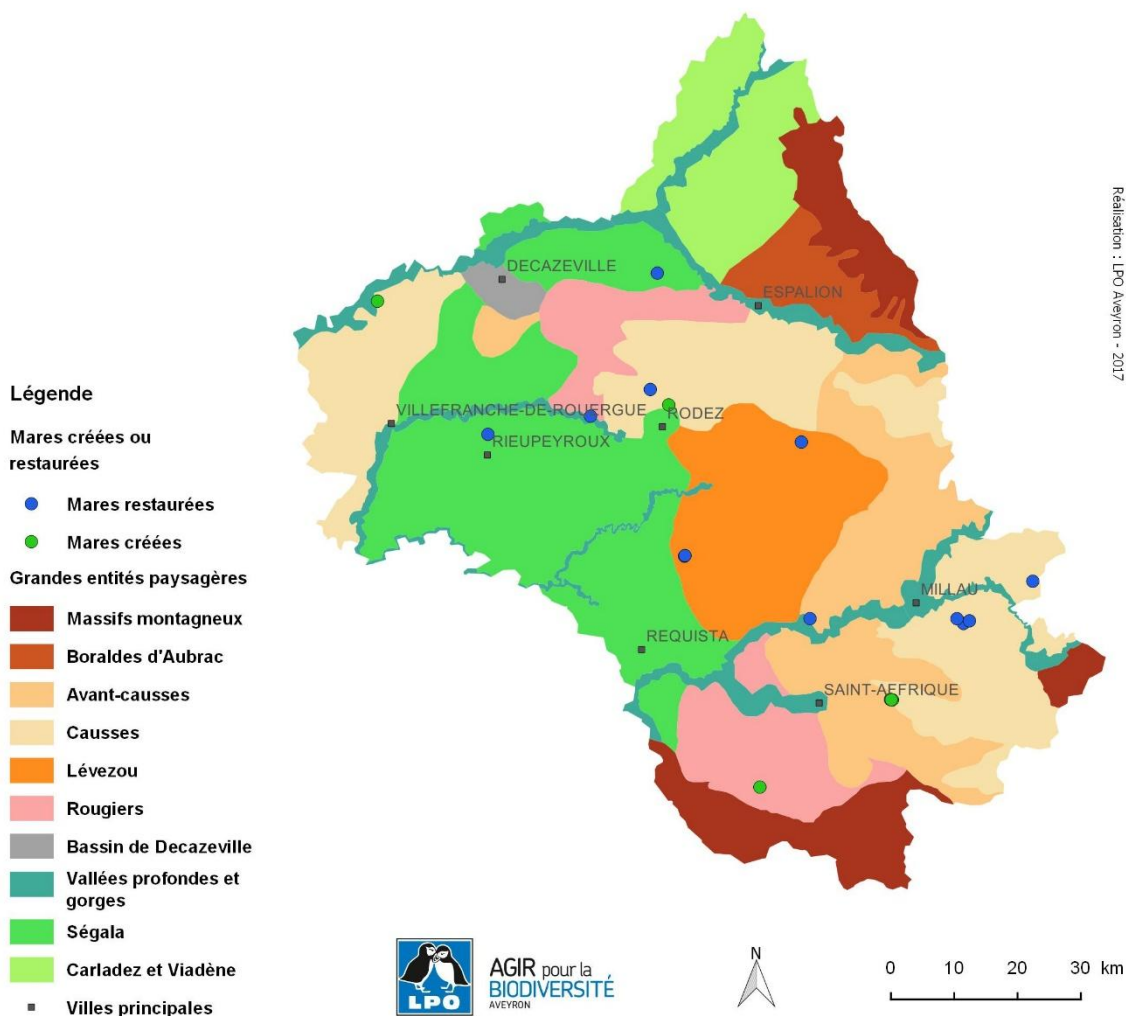 DECAZEVILLE
ESPALION
VILLEFRANCHE-DE-ROUERGUE
RODEZ
RIEUPEYROUX
MILLAU
REQUISTA
SAINT-AFFRIQUE
Réalisation : LPO Aveyron - 2017
Légende
Mares créées ou
restaurées
Mares restaurées
Mares créées
Grandes entités paysagères
Massifs montagneux
Boraldes d'Aubrac
Avant-causses
Causses
Lévezou
Rougiers
Bassin de Decazeville
Vallées profondes et
gorges
Ségala
Carladez et Viadène
Villes principales
LPO
AGIR pour la
BIODIVERSITÉ
AVEYRON
N
0 10 20 30 km